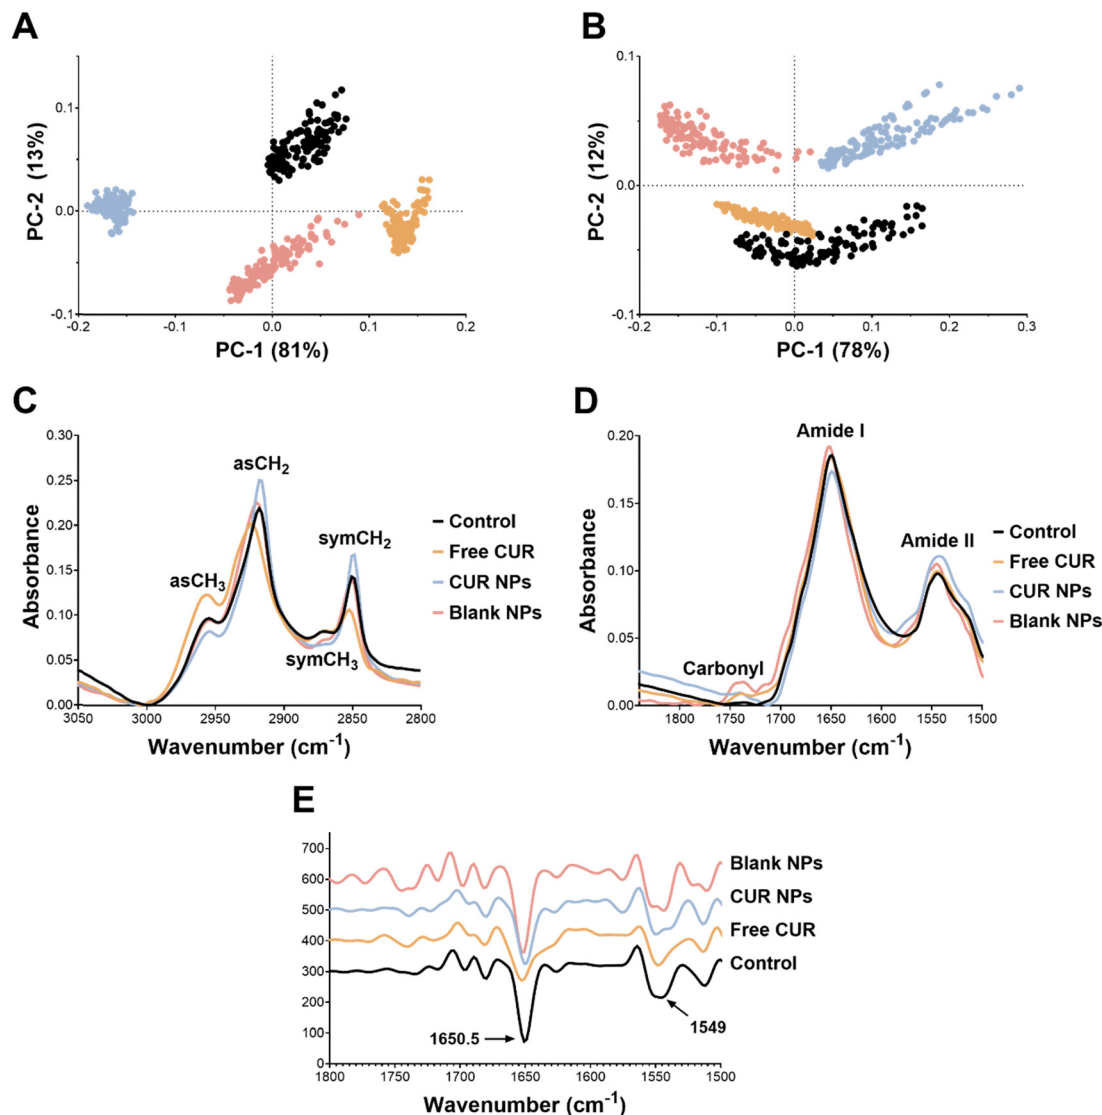 A
0.1
0.0
-0.1
-0.2
-0.1
0.0
0.1
0.2
PC-2 (13%)
PC-1 (81%)
B
0.1
0.0
-0.1
-0.2
-0.1
0.0
0.1
0.2
0.3
PC-2 (12%)
PC-1 (78%)
C
0.30
0.25
0.20
0.15
0.10
0.05
0.00
3050
3000
2950
2900
2850
2800
Absorbance
Wavenumber (cm⁻¹)
asCH₂
symCH₂
asCH₃
symCH₃
Control
Free CUR
CUR NPs
Blank NPs
D
0.20
0.15
0.10
0.05
0.00
1800
1750
1700
1650
1600
1550
1500
Absorbance
Wavenumber (cm⁻¹)
Amide I
Amide II
Carbonyl
Control
Free CUR
CUR NPs
Blank NPs
E
700
600
500
400
300
200
100
0
1800
1750
1700
1650
1600
1550
1500
Wavenumber (cm⁻¹)
Blank NPs
CUR NPs
Free CUR
Control
1650.5
1549